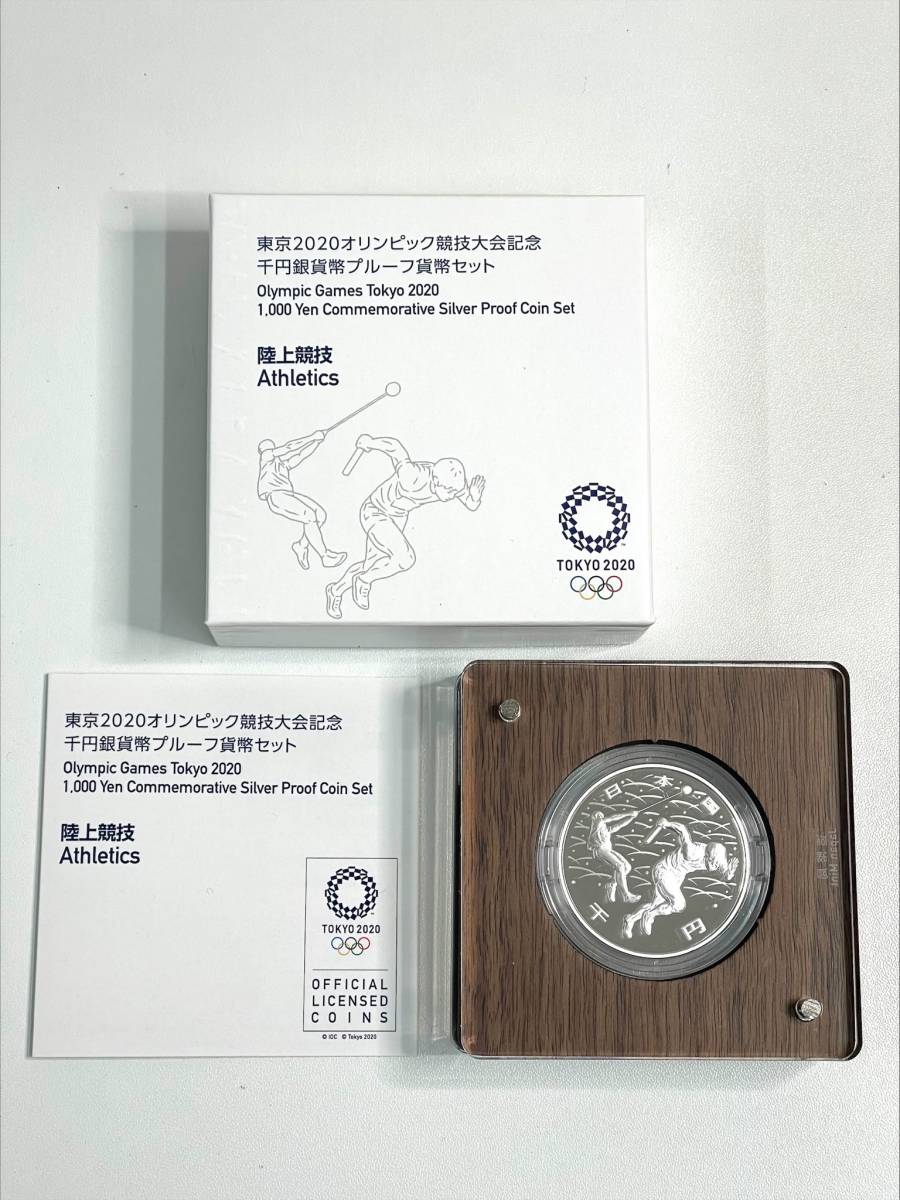 東京2020オリンピック競技大会記念
千円銀貨幣プルーフ貨幣セット
Olympic Games Tokyo 2020
1,000 Yen Commemorative Silver Proof Coin Set
陸上競技
Athletics
TOKYO 2020
東京2020オリンピック競技大会記念
千円銀貨幣プルーフ貨幣セット
Olympic Games Tokyo 2020
1,000 Yen Commemorative Silver Proof Coin Set
陸上競技
Athletics
TOKYO 2020
OFFICIAL
LICENSED
COINS
© IOC © Tokyo 2020
日本国
千円
造幣局
Japan Mint